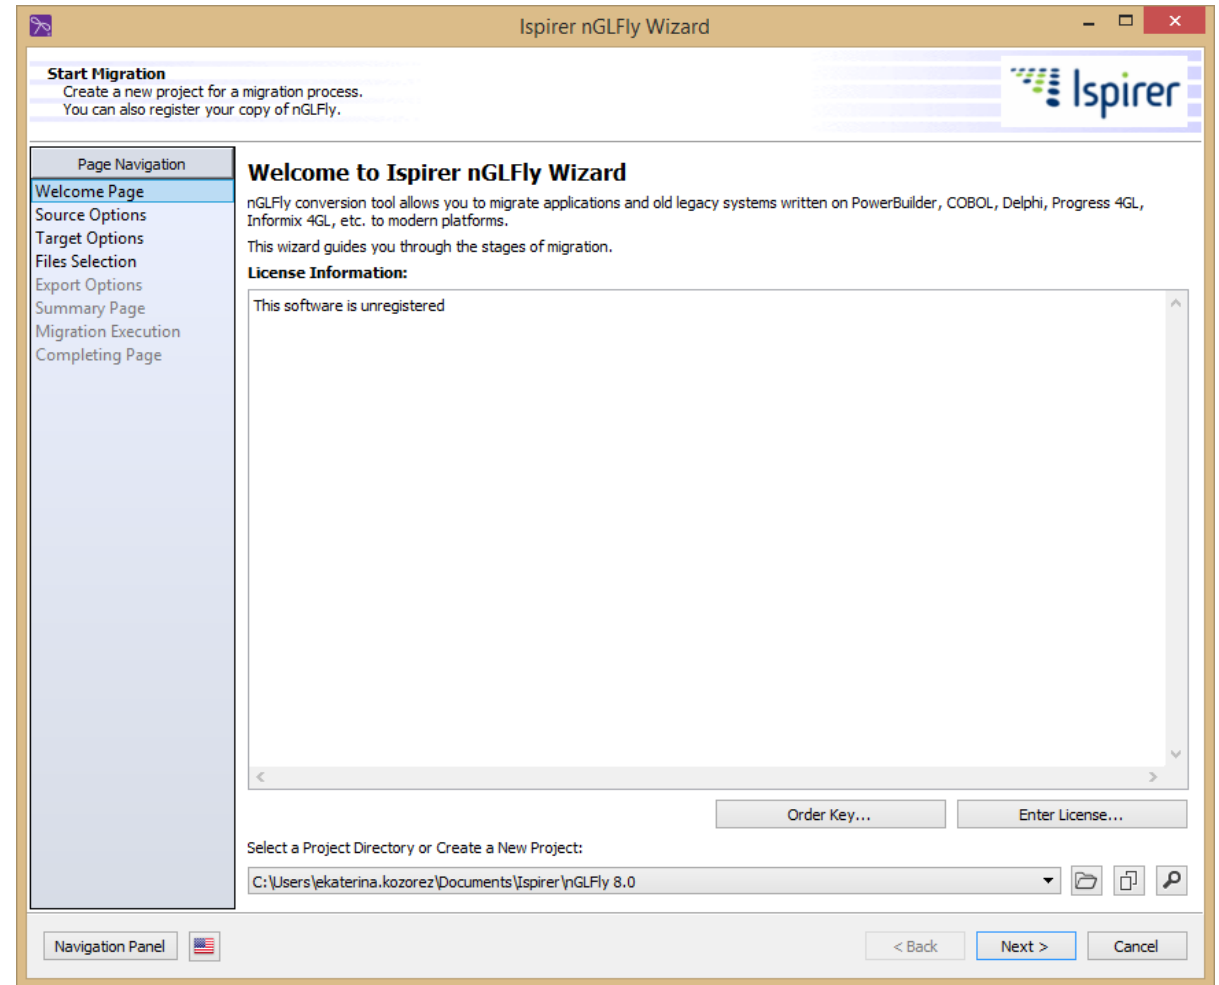 Ispirer nGLFly Wizard
Start Migration
Create a new project for a migration process.
You can also register your copy of nGLFly.
Ispirer
Page Navigation
Welcome Page
Source Options
Target Options
Files Selection
Export Options
Summary Page
Migration Execution
Completing Page
Welcome to Ispirer nGLFly Wizard
nGLFly conversion tool allows you to migrate applications and old legacy systems written on PowerBuilder, COBOL, Delphi, Progress 4GL,
Informix 4GL, etc. to modern platforms.
This wizard guides you through the stages of migration.
License Information:
This software is unregistered
Order Key...
Enter License...
Select a Project Directory or Create a New Project:
C:\Users\ekaterina.kozorez\Documents\Ispirer\nGLFly 8.0
Navigation Panel
< Back
Next >
Cancel